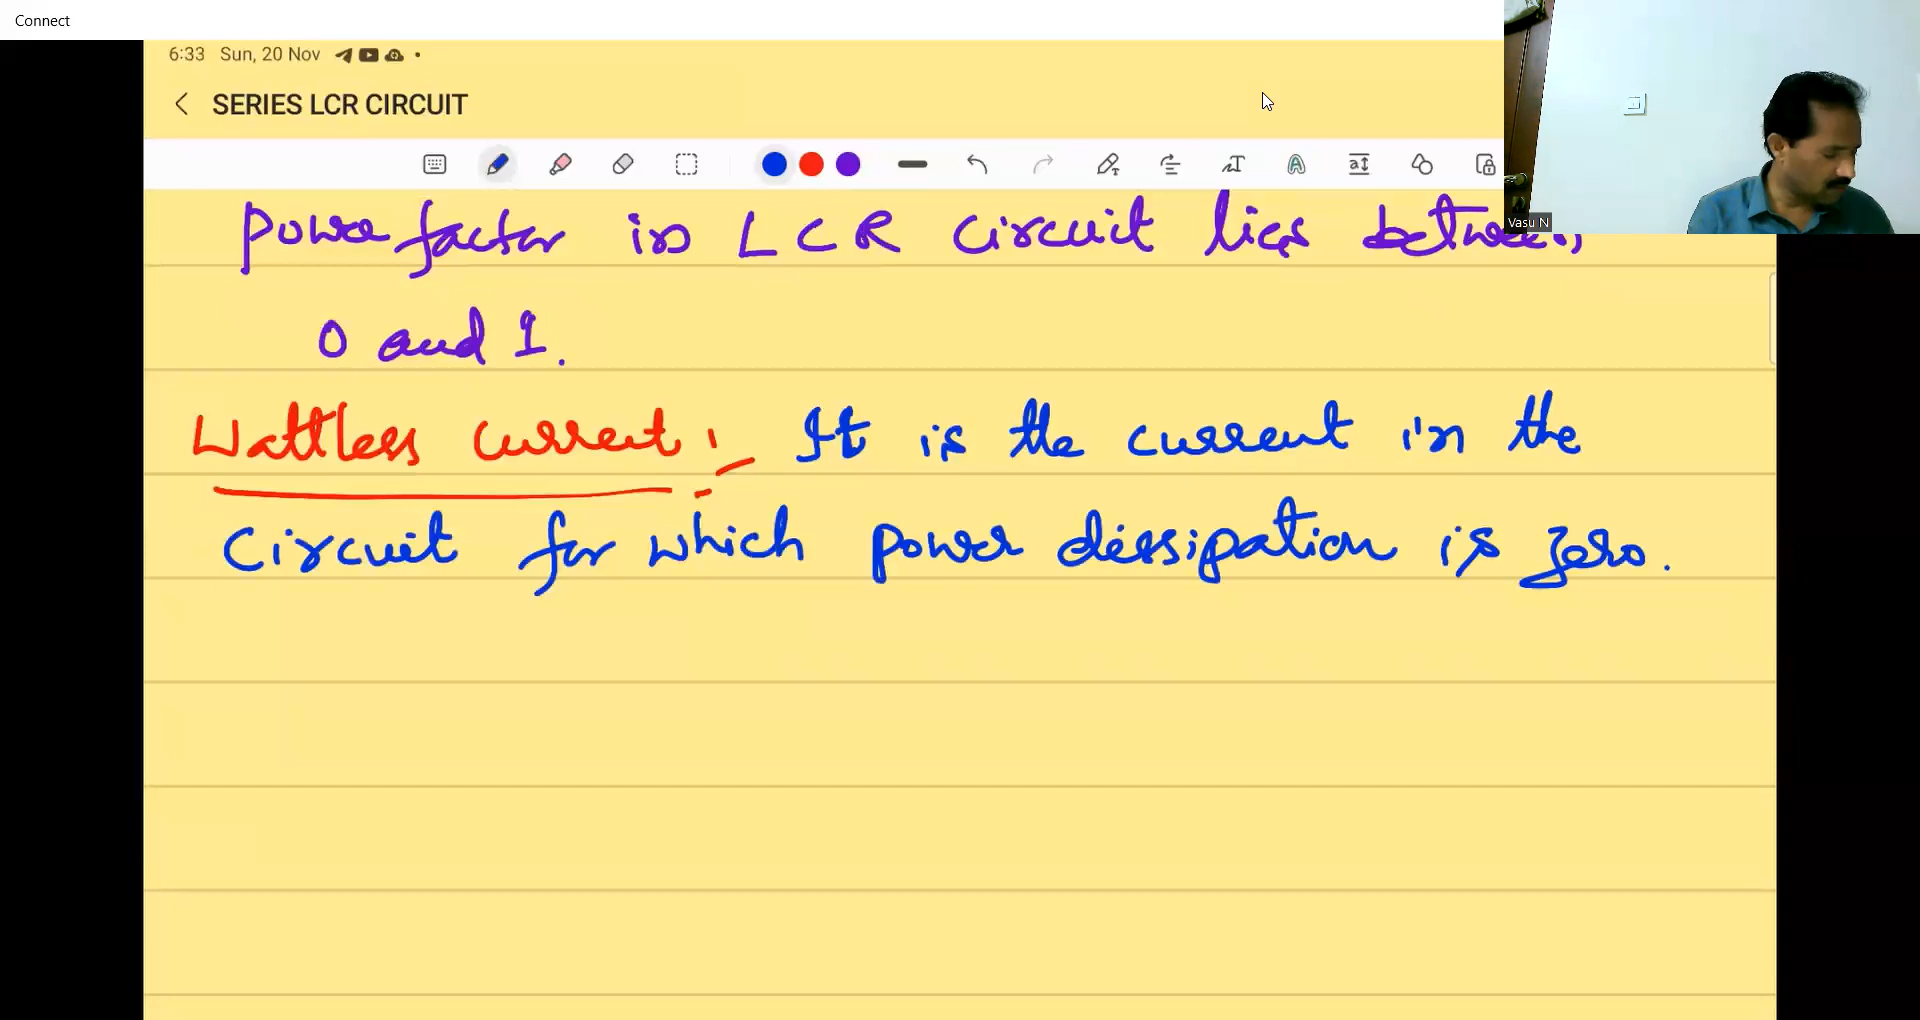 Connect
6:33 Sun, 20 Nov
SERIES LCR CIRCUIT
Vasu N
Power factor in LCR circuit lies between
0 and 1.
Wattless current :- It is the current in the
circuit for which power dissipation is zero.